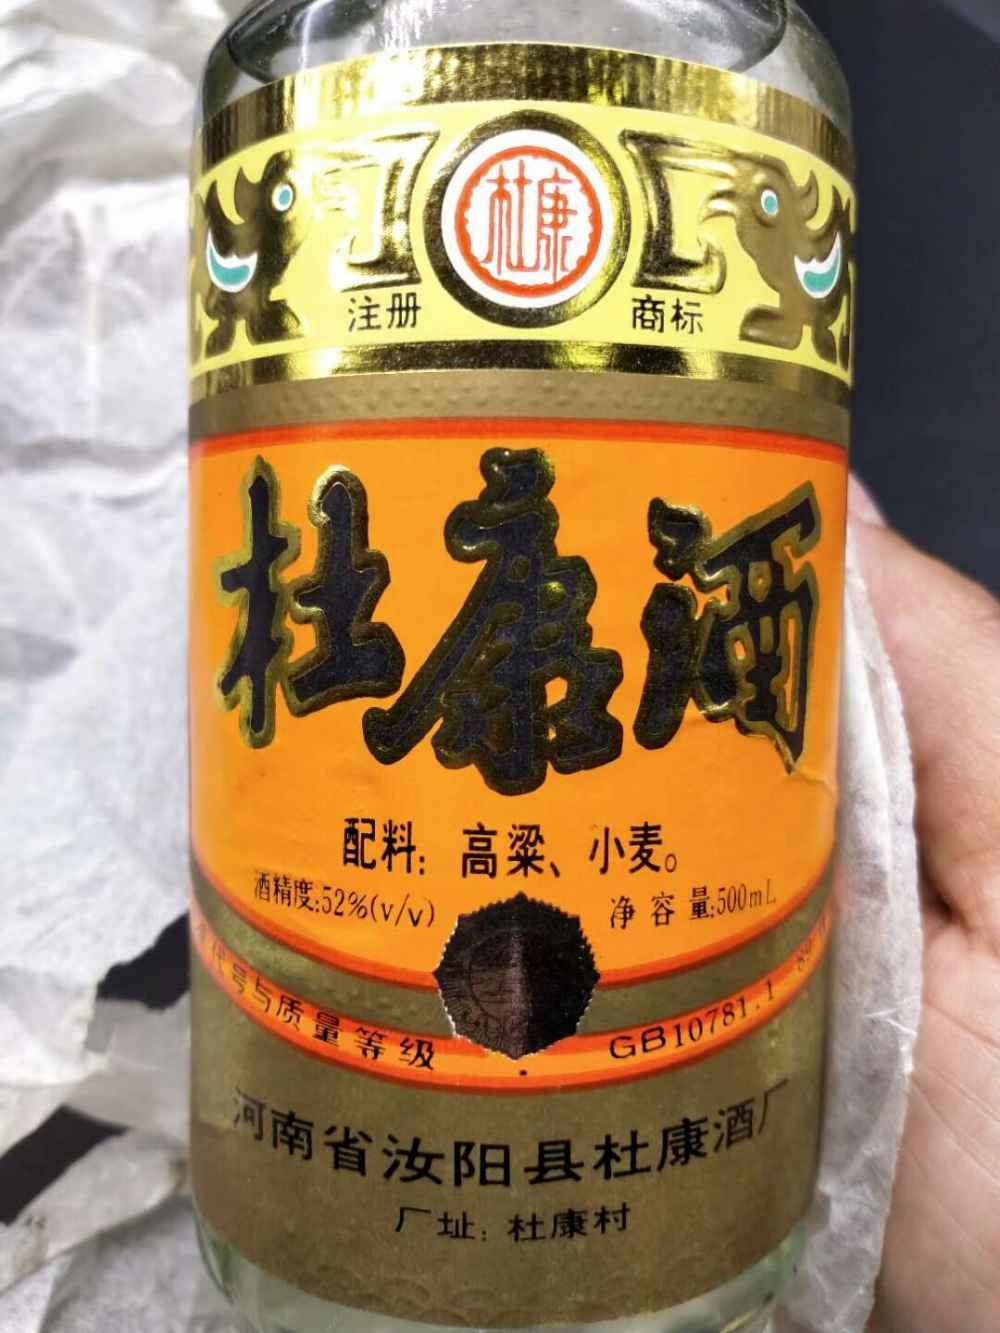 杜康
注册 商标
杜康酒
配料：高粱、小麦。
酒精度:52%(v/v) 净容量:500mL
代号与质量等级 GB10781.1
河南省汝阳县杜康酒厂
厂址：杜康村